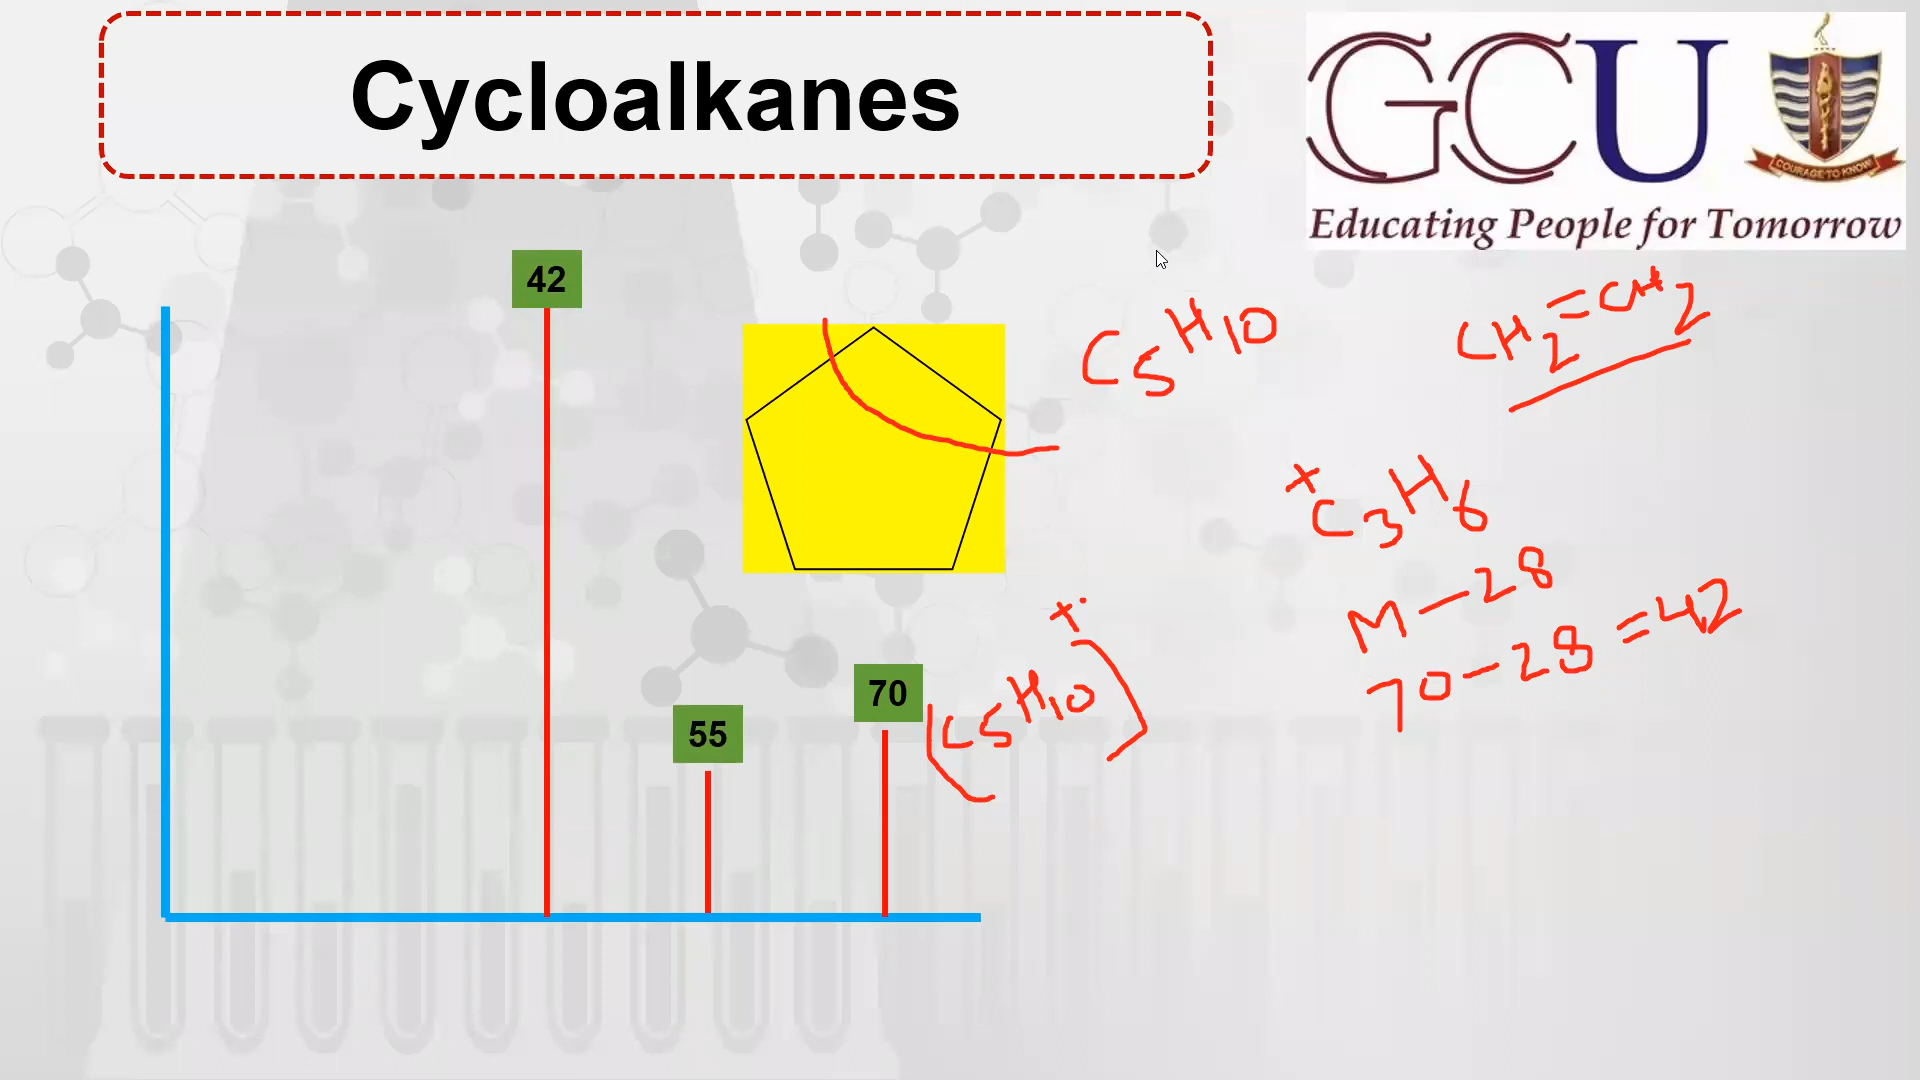 Cycloalkanes
GCU
COURAGE TO KNOW
Educating People for Tomorrow
42
C5H10
CH2=CH2
+
C3H6
M-28
70-28=42
+·
70
(C5H10)
55